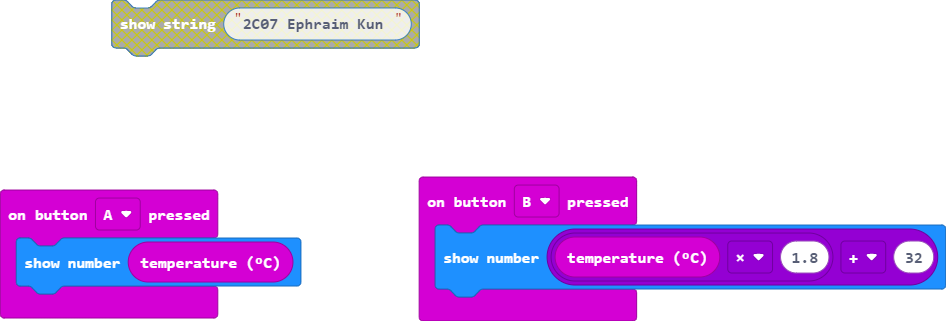 show string "2C07 Ephraim Kun "
on button A pressed
show number temperature (ºC)
on button B pressed
show number temperature (ºC) × 1.8 + 32